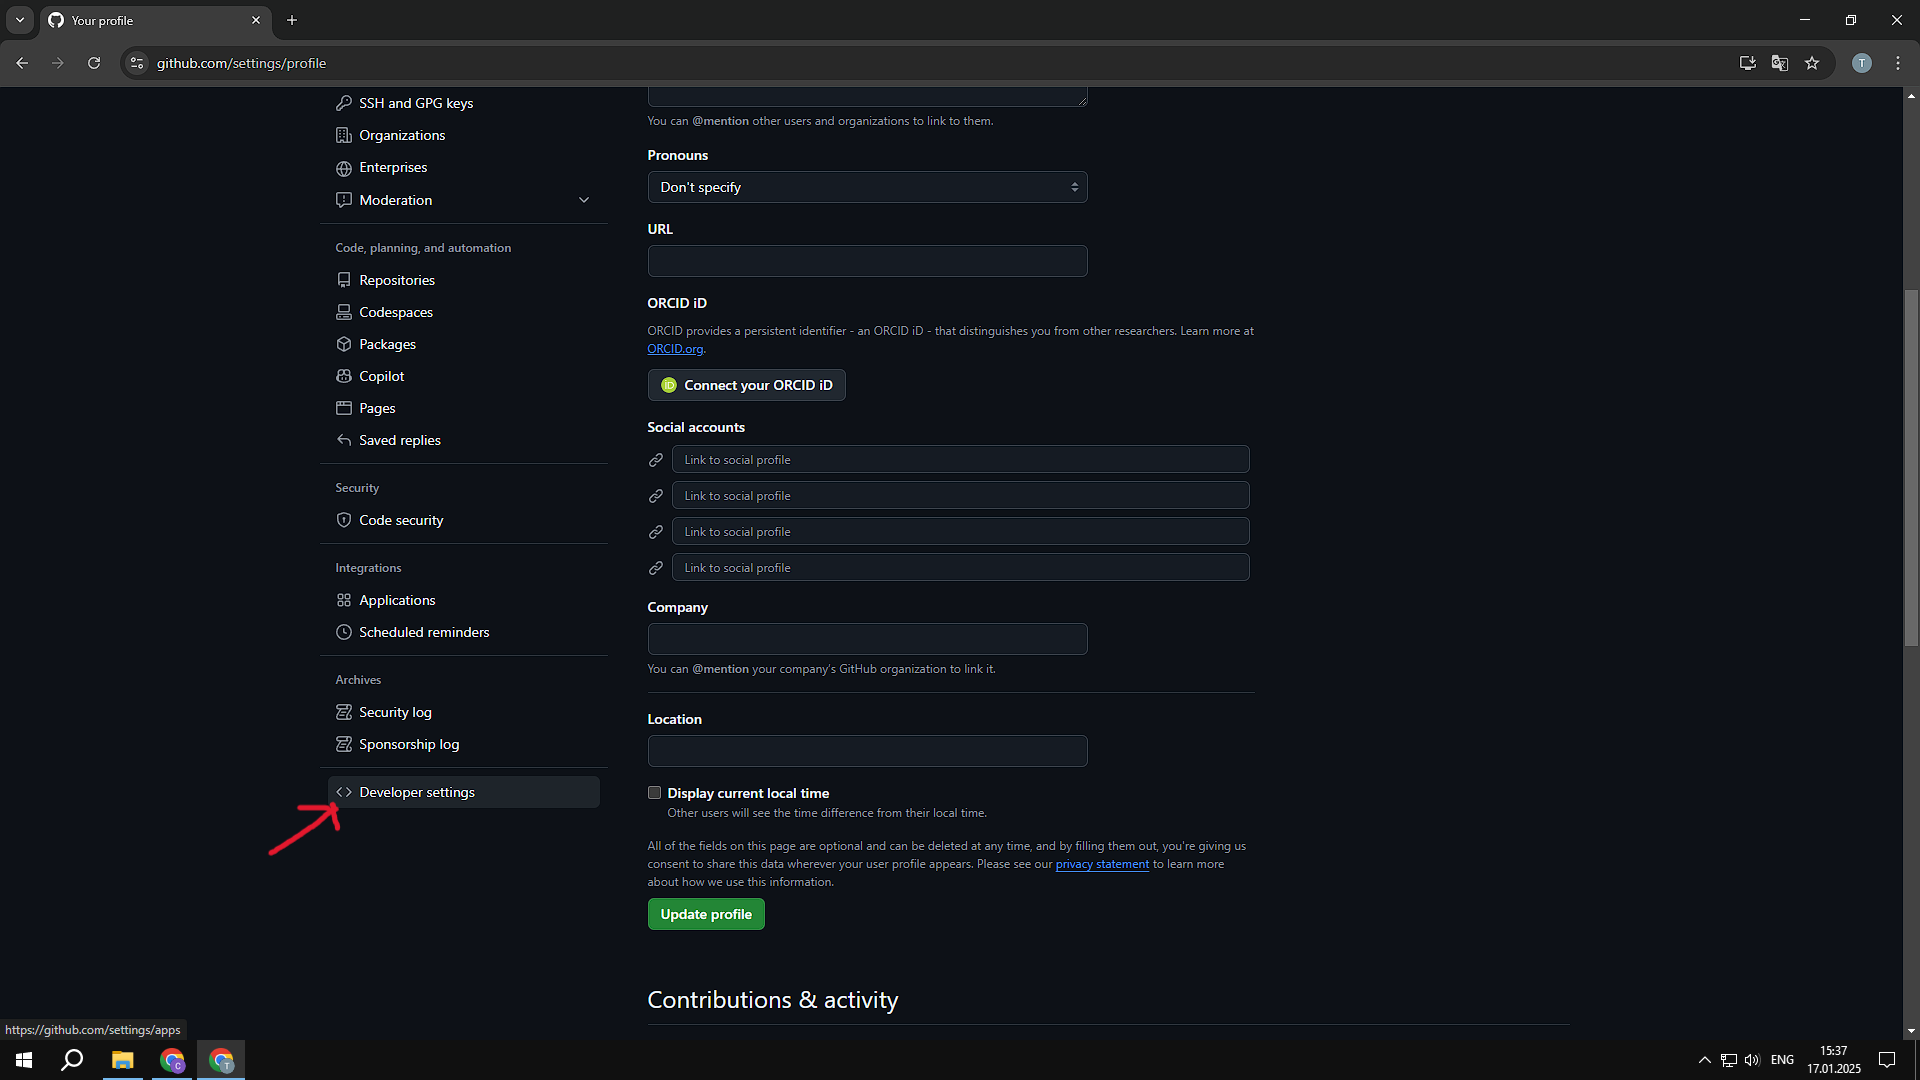 Your profile
github.com/settings/profile
T
SSH and GPG keys
Organizations
Enterprises
Moderation
Code, planning, and automation
Repositories
Codespaces
Packages
Copilot
Pages
Saved replies
Security
Code security
Integrations
Applications
Scheduled reminders
Archives
Security log
Sponsorship log
Developer settings
You can @mention other users and organizations to link to them.
Pronouns
Don't specify
URL
ORCID iD
ORCID provides a persistent identifier - an ORCID iD - that distinguishes you from other researchers. Learn more at
ORCID.org.
iD Connect your ORCID iD
Social accounts
Link to social profile
Link to social profile
Link to social profile
Link to social profile
Company
You can @mention your company's GitHub organization to link it.
Location
Display current local time
Other users will see the time difference from their local time.
All of the fields on this page are optional and can be deleted at any time, and by filling them out, you're giving us
consent to share this data wherever your user profile appears. Please see our privacy statement to learn more
about how we use this information.
Update profile
Contributions & activity
https://github.com/settings/apps
C
T
ENG
15:37
17.01.2025